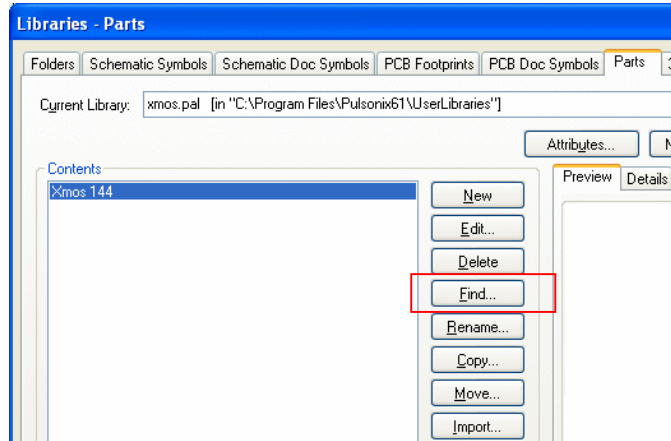 Libraries - Parts
Folders Schematic Symbols Schematic Doc Symbols PCB Footprints PCB Doc Symbols Parts
Current Library: xmos.pal [in "C:\Program Files\Pulsonix61\UserLibraries"]
Attributes...
Contents
Preview Details
Xmos 144
New
Edit...
Delete
Find...
Rename...
Copy...
Move...
Import...